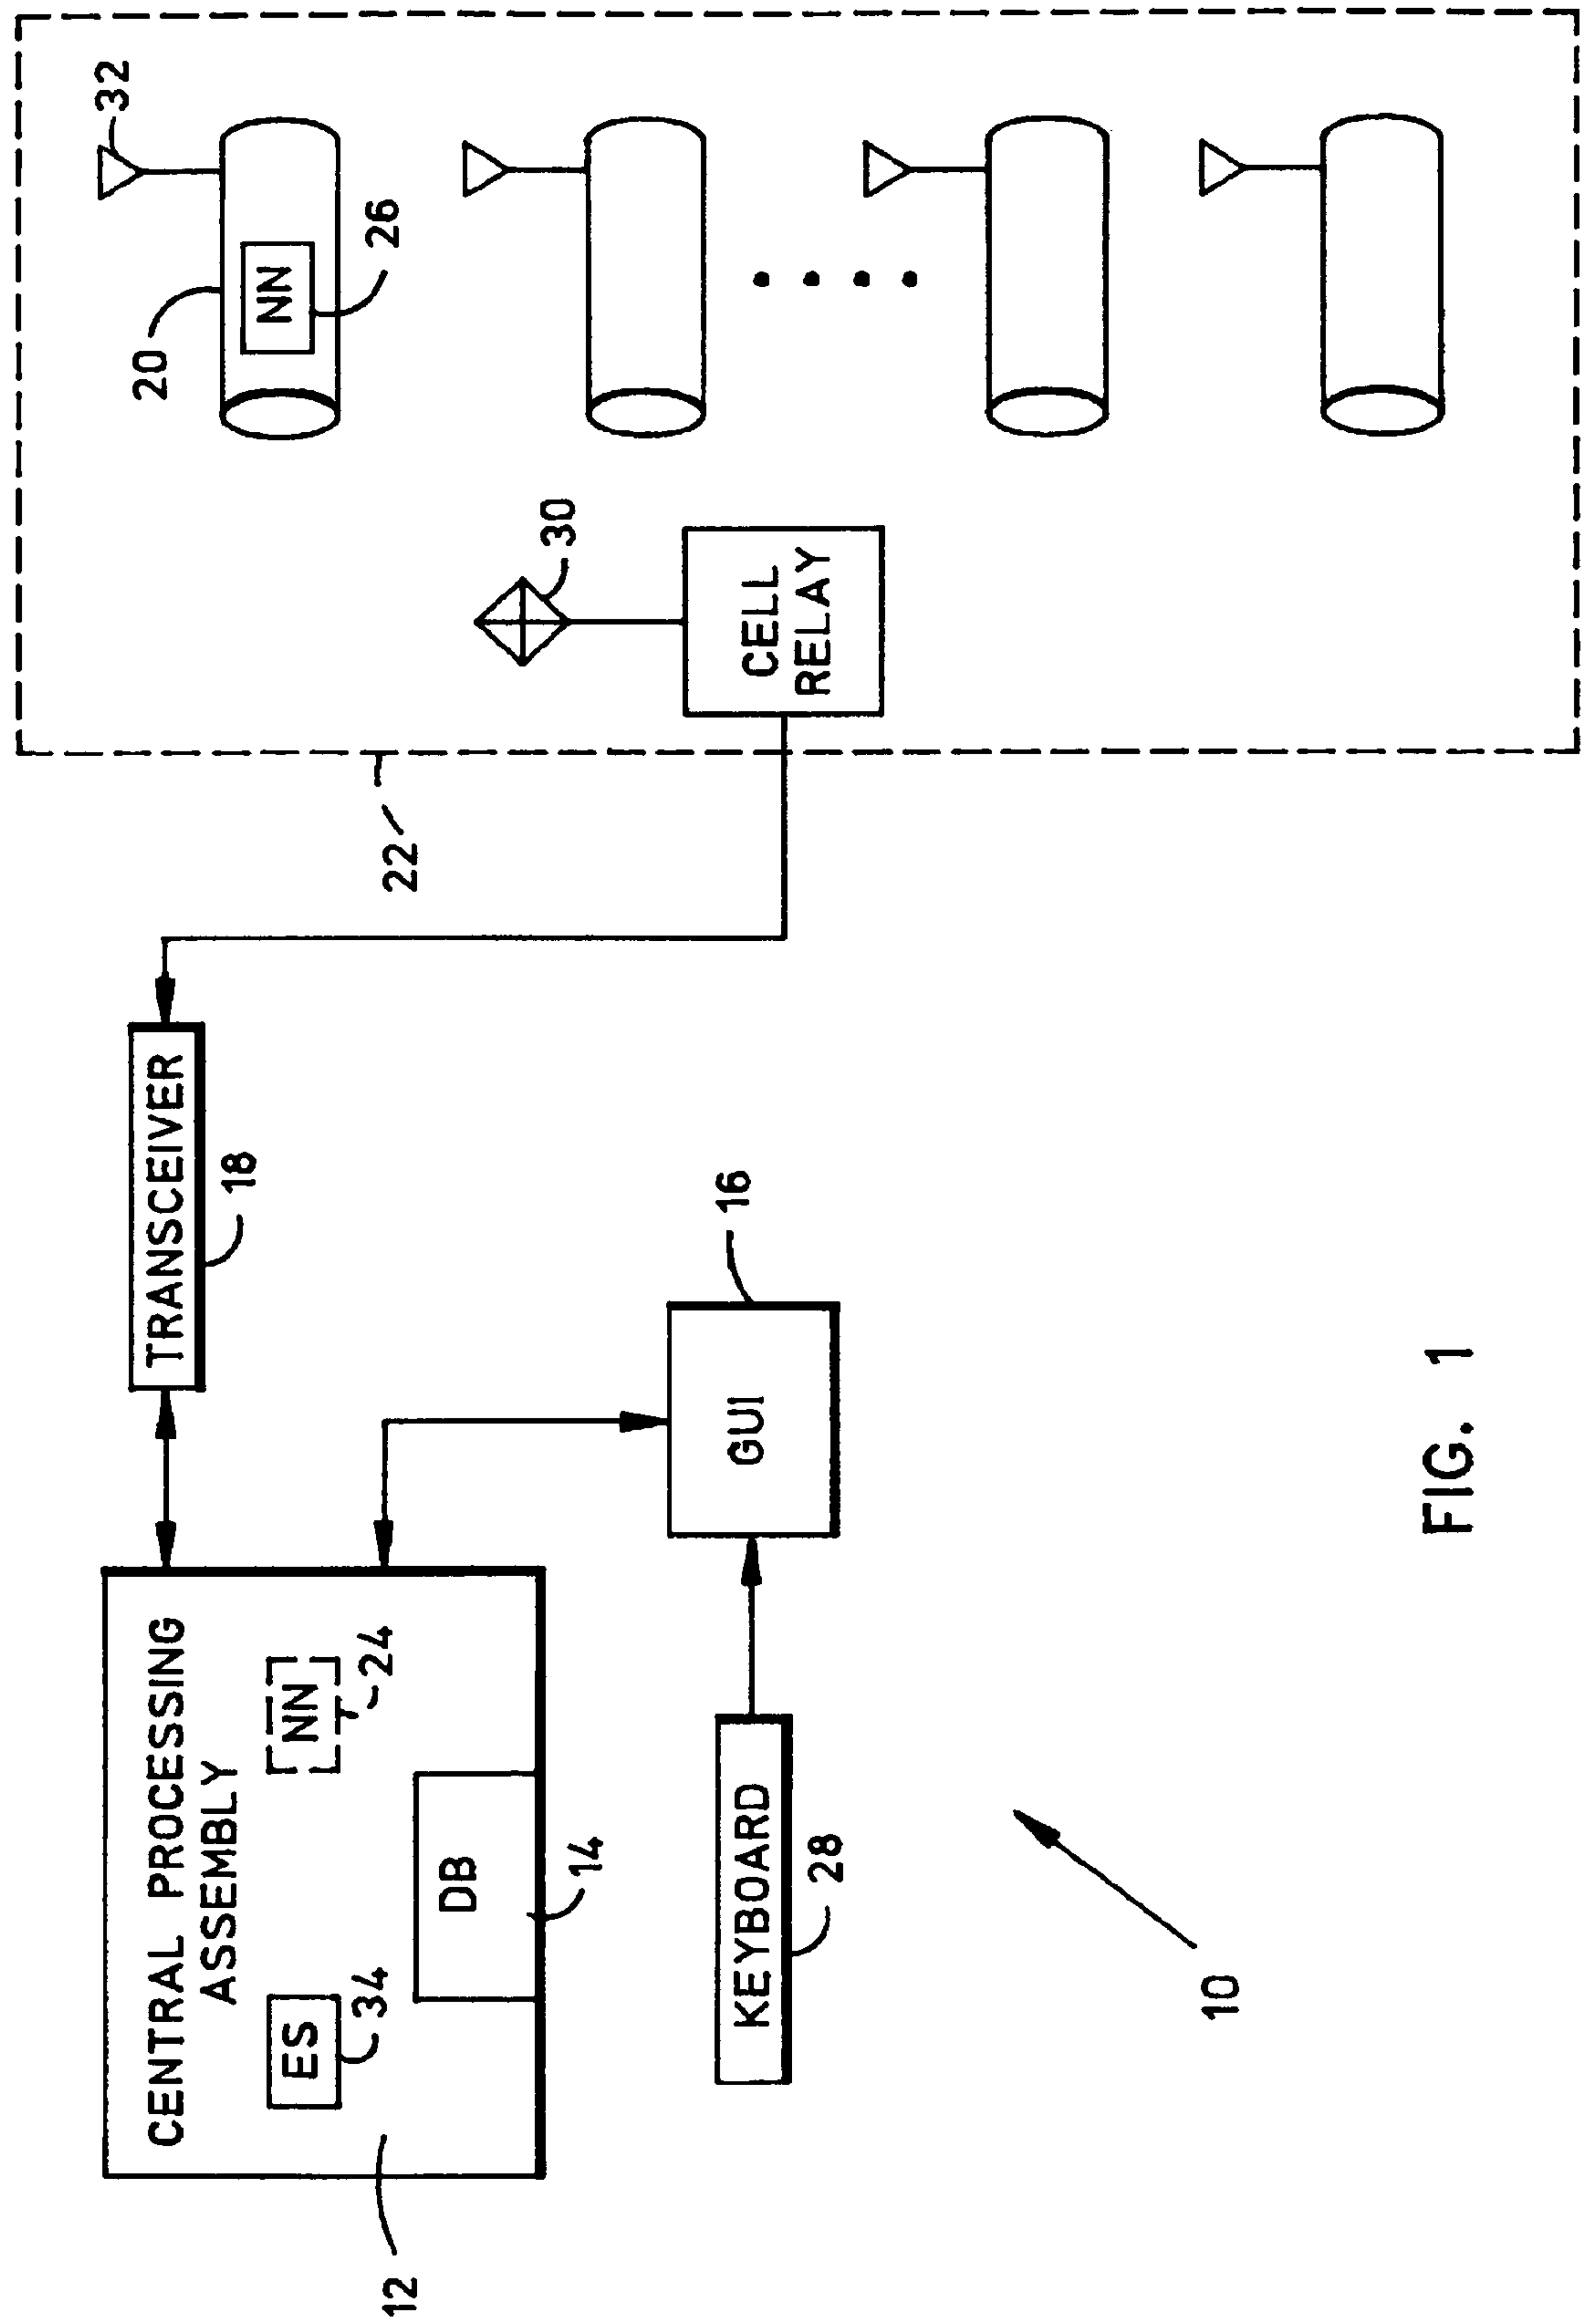 CENTRAL PROCESSING
ASSEMBLY
ES
34
NN
24
DB
14
12
TRANSCEIVER
18
KEYBOARD
28
GUI
16
22
CELL
RELAY
30
20
NN
26
32
10
FIG. 1